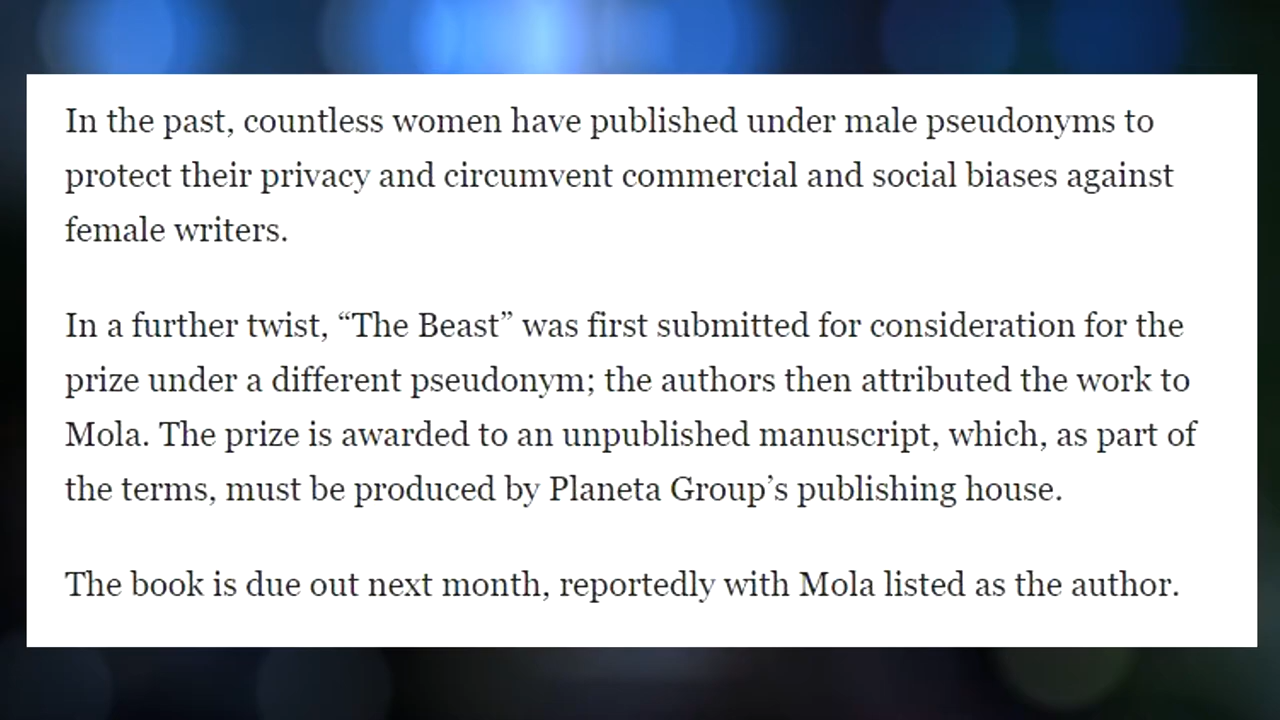 In the past, countless women have published under male pseudonyms to
protect their privacy and circumvent commercial and social biases against
female writers.
In a further twist, “The Beast” was first submitted for consideration for the
prize under a different pseudonym; the authors then attributed the work to
Mola. The prize is awarded to an unpublished manuscript, which, as part of
the terms, must be produced by Planeta Group’s publishing house.
The book is due out next month, reportedly with Mola listed as the author.